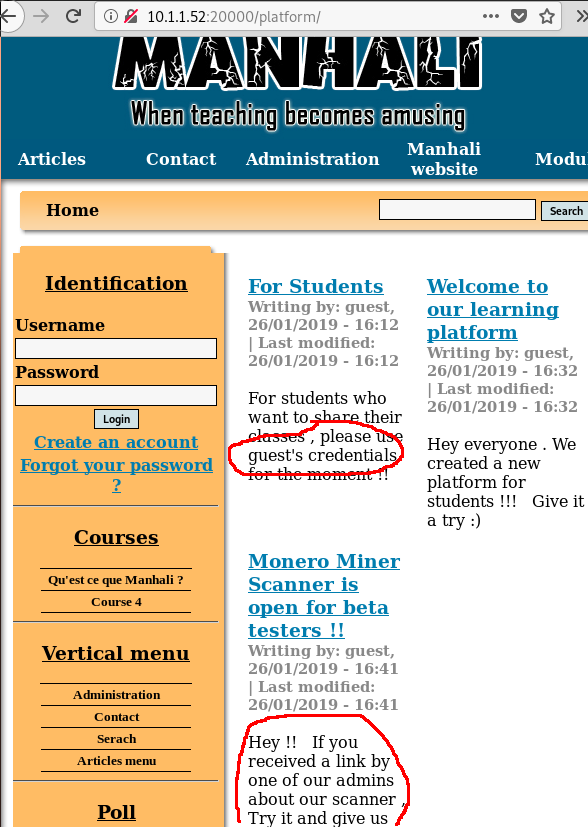 10.1.1.52:20000/platform/
MANHALI
When teaching becomes amusing
Articles
Contact
Administration
Manhali
website
Modu
Home
Search
Identification
Username
Password
Login
Create an account
Forgot your password
?
Courses
Qu'est ce que Manhali ?
Course 4
Vertical menu
Administration
Contact
Serach
Articles menu
Poll
For Students
Writing by: guest,
26/01/2019 - 16:12
| Last modified:
26/01/2019 - 16:12
For students who
want to share their
classes , please use
guest's credentials
for the moment !!
Welcome to
our learning
platform
Writing by: guest,
26/01/2019 - 16:32
| Last modified:
26/01/2019 - 16:32
Hey everyone . We
created a new
platform for
students !!! Give it
a try :)
Monero Miner
Scanner is
open for beta
testers !!
Writing by: guest,
26/01/2019 - 16:41
| Last modified:
26/01/2019 - 16:41
Hey !! If you
received a link by
one of our admins
about our scanner ,
Try it and give us